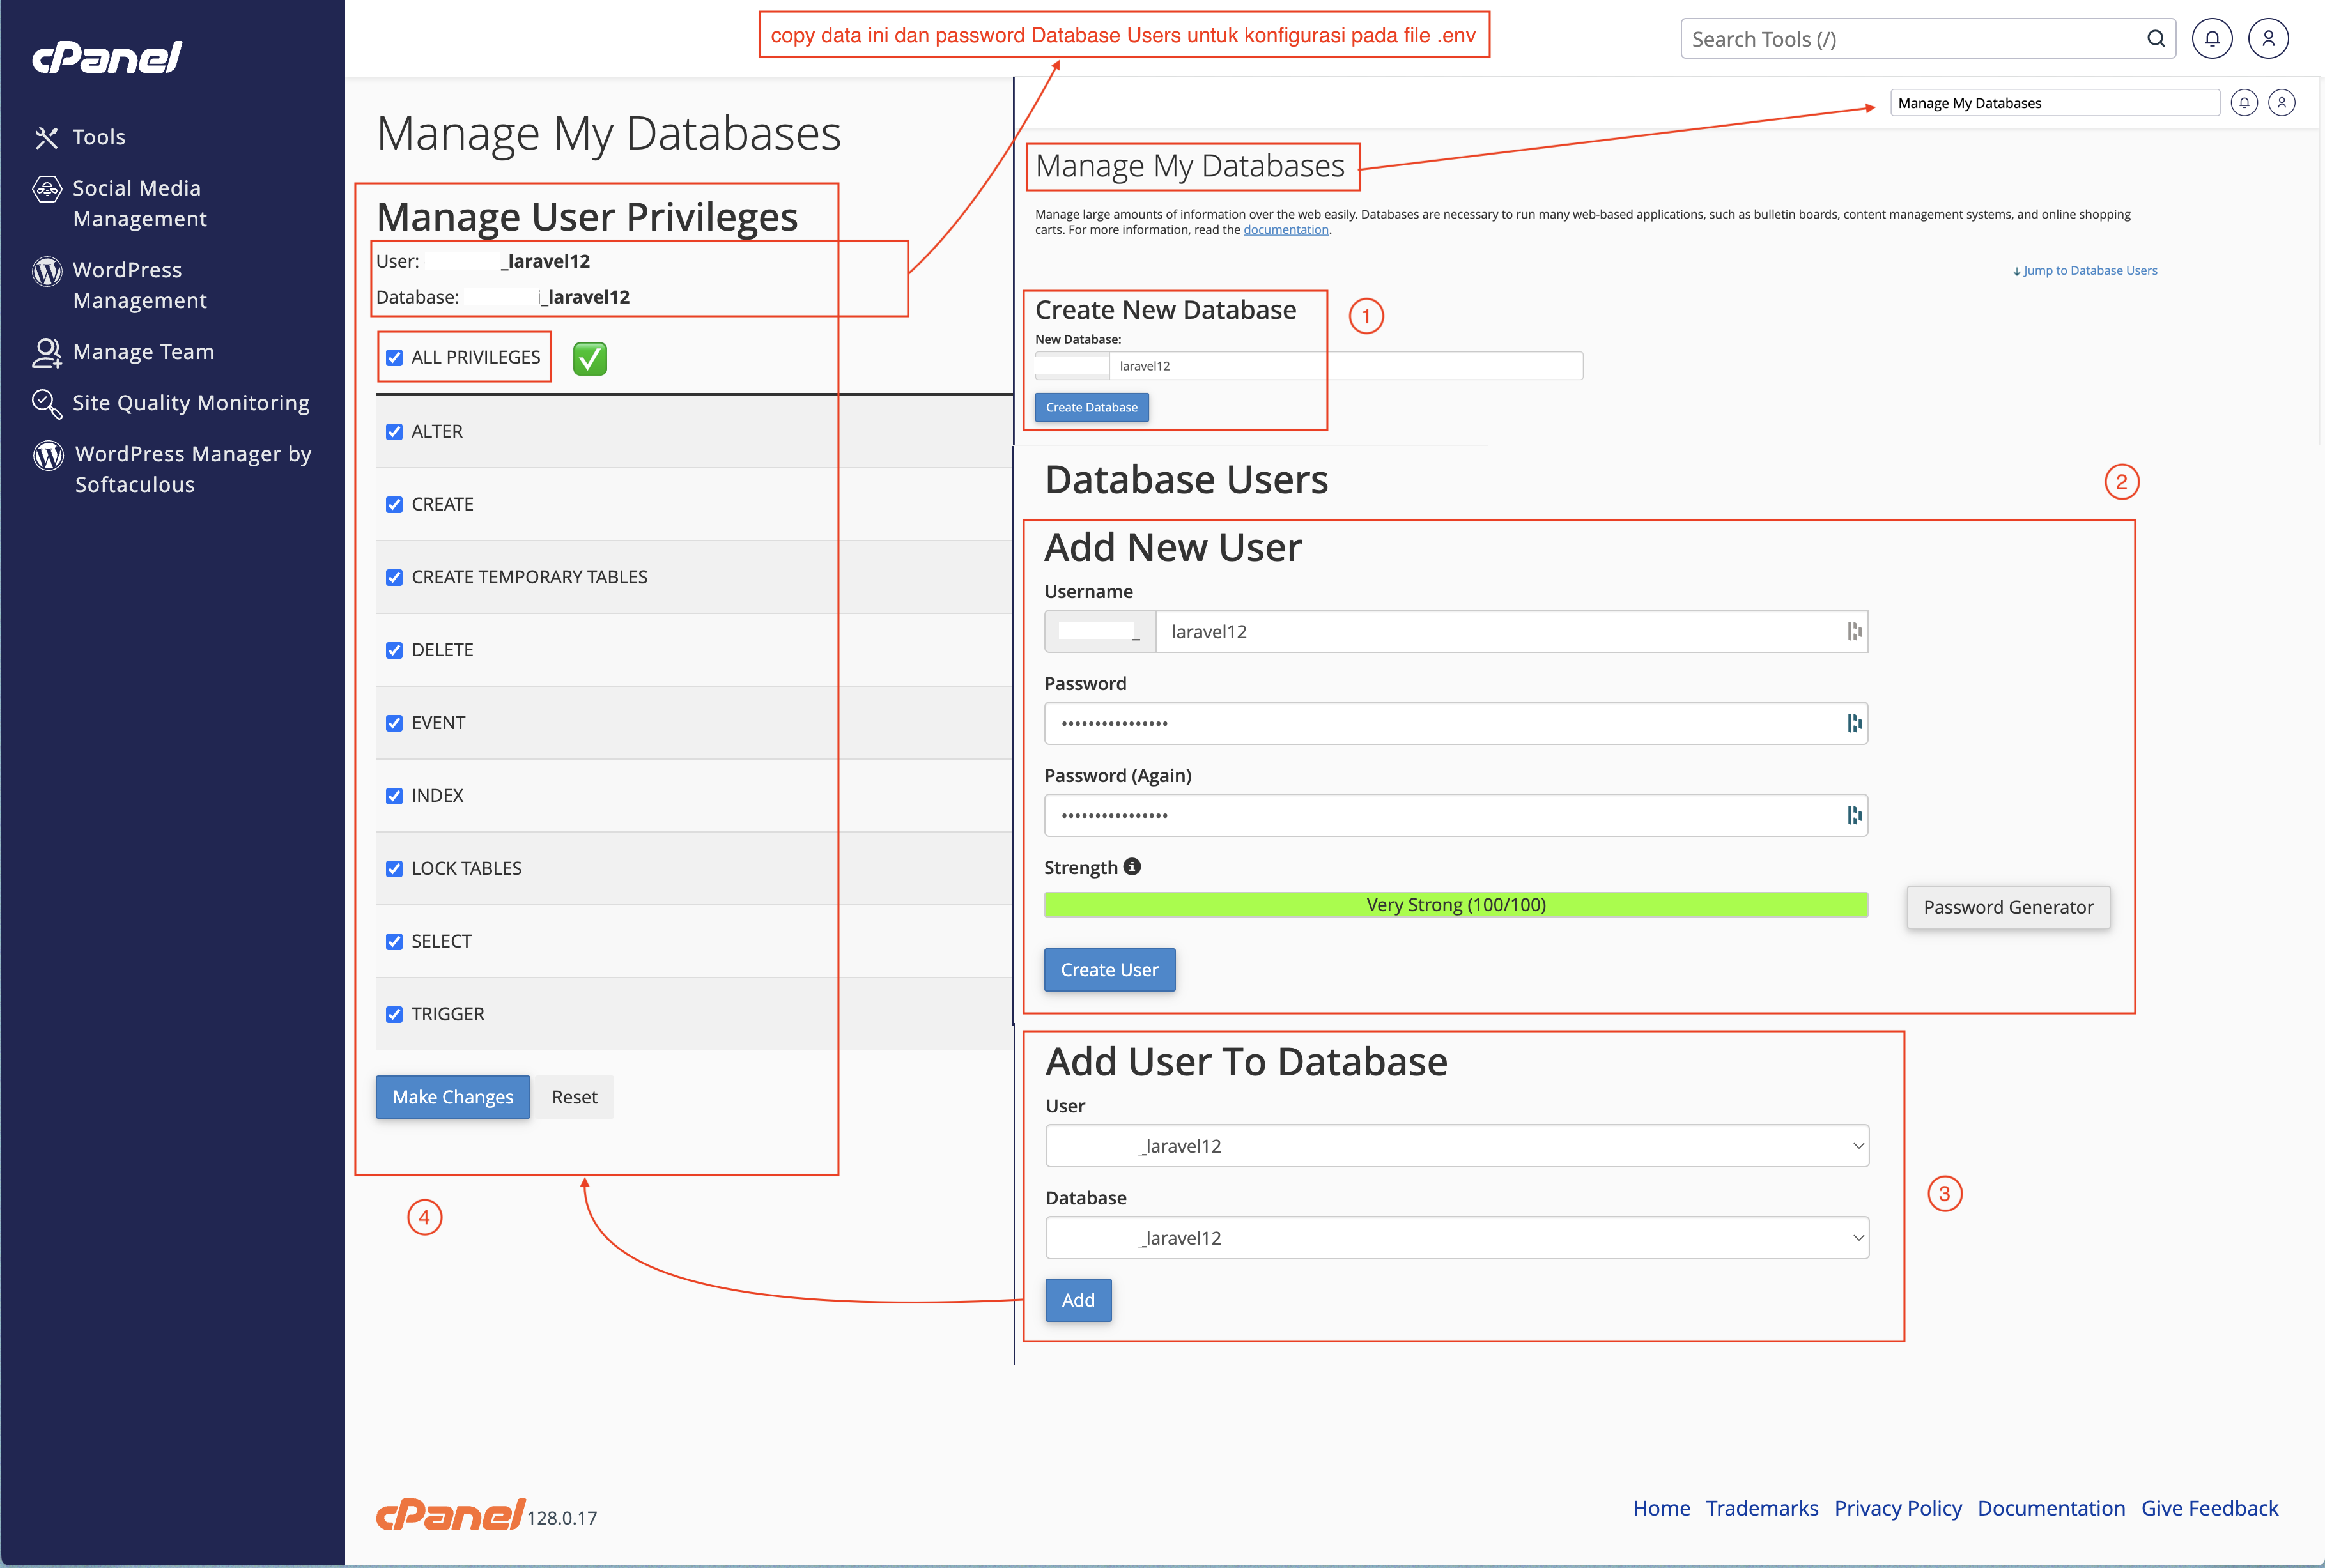 cPanel
Tools
Social Media
Management
WordPress
Management
Manage Team
Site Quality Monitoring
WordPress Manager by
Softaculous
copy data ini dan password Database Users untuk konfigurasi pada file .env
Search Tools (/)
Manage My Databases
Manage User Privileges
User: _laravel12
Database: _laravel12
ALL PRIVILEGES
ALTER
CREATE
CREATE TEMPORARY TABLES
DELETE
EVENT
INDEX
LOCK TABLES
SELECT
TRIGGER
Make Changes Reset
4
Manage My Databases
Manage My Databases
Manage large amounts of information over the web easily. Databases are necessary to run many web-based applications, such as bulletin boards, content management systems, and online shopping
carts. For more information, read the documentation.
Jump to Database Users
Create New Database
1
New Database:
laravel12
Create Database
Database Users
2
Add New User
Username
_ laravel12
Password
••••••••••••••••
Password (Again)
••••••••••••••••
Strength
Very Strong (100/100)
Password Generator
Create User
Add User To Database
User
_laravel12
3
Database
_laravel12
Add
cPanel 128.0.17
Home Trademarks Privacy Policy Documentation Give Feedback